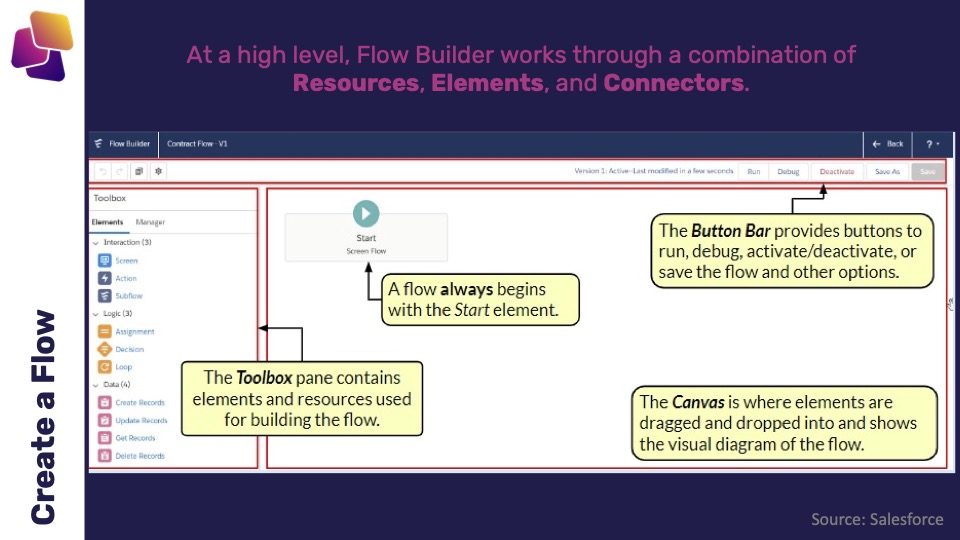 At a high level, Flow Builder works through a combination of
Resources, Elements, and Connectors.
Flow Builder
Contract Flow - V1
Back
?
Version 1: Active–Last modified in a few seconds
Run
Debug
Deactivate
Save As
Save
Toolbox
Elements
Manager
Interaction (3)
Screen
Action
Subflow
Logic (3)
Assignment
Decision
Loop
Data (4)
Create Records
Update Records
Get Records
Delete Records
Start
Screen Flow
A flow always begins
with the Start element.
The Button Bar provides buttons to
run, debug, activate/deactivate, or
save the flow and other options.
The Toolbox pane contains
elements and resources used
for building the flow.
The Canvas is where elements are
dragged and dropped into and shows
the visual diagram of the flow.
Create a Flow
Source: Salesforce